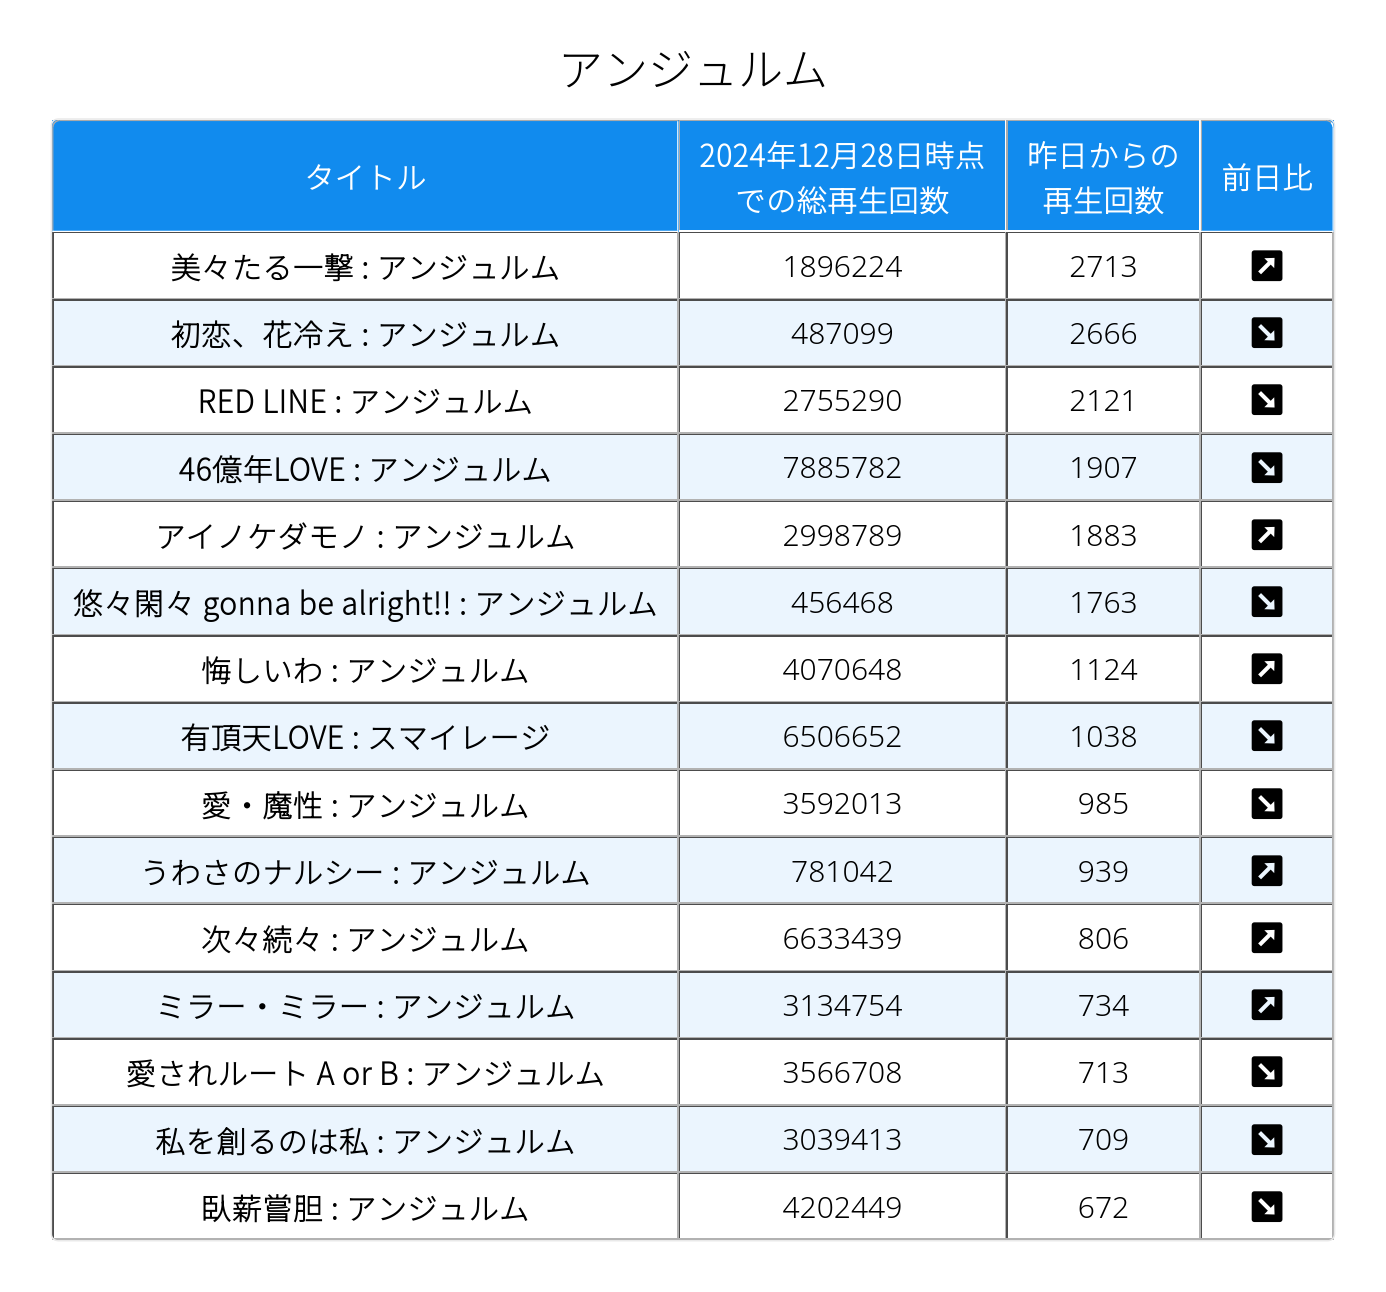 アンジュルム
タイトル
2024年12月28日時点
での総再生回数
昨日からの
再生回数
前日比
美々たる一撃 : アンジュルム 1896224 2713 ↗
初恋、花冷え : アンジュルム 487099 2666 ↘
RED LINE : アンジュルム 2755290 2121 ↘
46億年LOVE : アンジュルム 7885782 1907 ↘
アイノケダモノ : アンジュルム 2998789 1883 ↗
悠々閑々 gonna be alright!! : アンジュルム 456468 1763 ↘
悔しいわ : アンジュルム 4070648 1124 ↗
有頂天LOVE : スマイレージ 6506652 1038 ↘
愛・魔性 : アンジュルム 3592013 985 ↘
うわさのナルシー : アンジュルム 781042 939 ↗
次々続々 : アンジュルム 6633439 806 ↗
ミラー・ミラー : アンジュルム 3134754 734 ↗
愛されルート A or B : アンジュルム 3566708 713 ↘
私を創るのは私 : アンジュルム 3039413 709 ↘
臥薪嘗胆 : アンジュルム 4202449 672 ↘